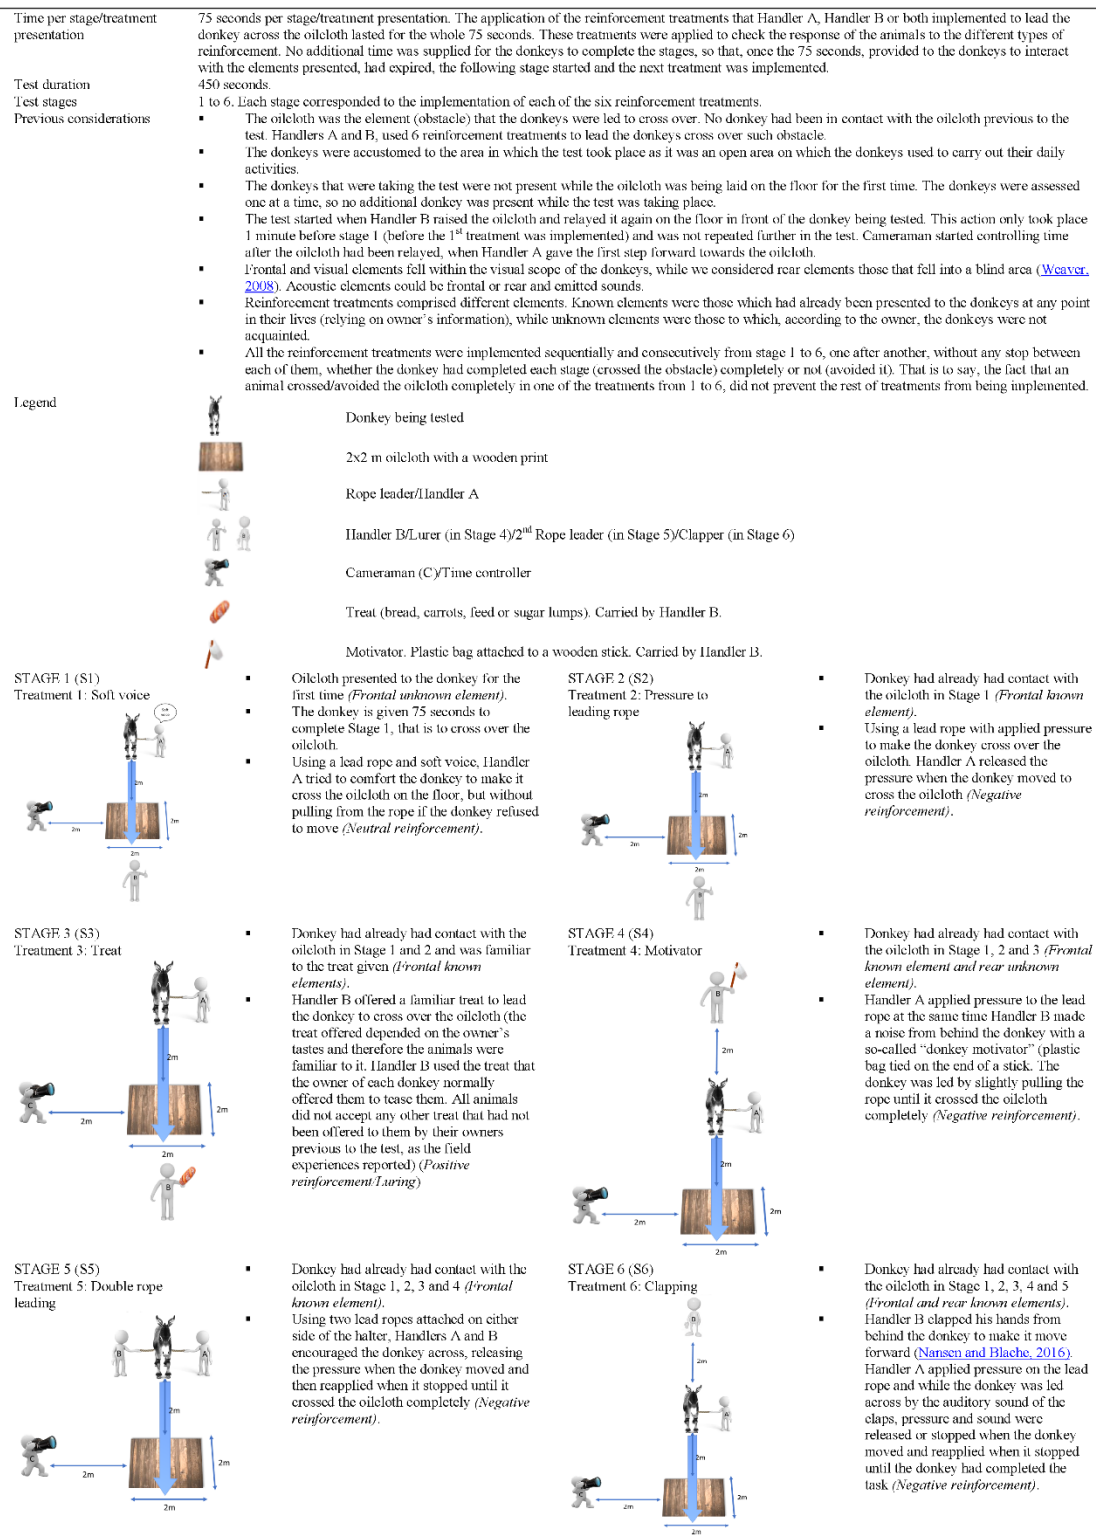 Time per stage/treatment presentation
75 seconds per stage/treatment presentation. The application of the reinforcement treatments that Handler A, Handler B or both implemented to lead the
donkey across the oilcloth lasted for the whole 75 seconds. These treatments were applied to check the response of the animals to the different types of
reinforcement. No additional time was supplied for the donkeys to complete the stages, so that, once the 75 seconds, provided to the donkeys to interact
with the elements presented, had expired, the following stage started and the next treatment was implemented.
Test duration
450 seconds.
Test stages
1 to 6. Each stage corresponded to the implementation of each of the six reinforcement treatments.
Previous considerations
▪ The oilcloth was the element (obstacle) that the donkeys were led to cross over. No donkey had been in contact with the oilcloth previous to the
test. Handlers A and B, used 6 reinforcement treatments to lead the donkeys cross over such obstacle.
▪ The donkeys were accustomed to the area in which the test took place as it was an open area on which the donkeys used to carry out their daily
activities.
▪ The donkeys that were taking the test were not present while the oilcloth was being laid on the floor for the first time. The donkeys were assessed
one at a time, so no additional donkey was present while the test was taking place.
▪ The test started when Handler B raised the oilcloth and relayed it again on the floor in front of the donkey being tested. This action only took place
1 minute before stage 1 (before the 1st treatment was implemented) and was not repeated further in the test. Cameraman started controlling time
after the oilcloth had been relayed, when Handler A gave the first step forward towards the oilcloth.
▪ Frontal and visual elements fell within the visual scope of the donkeys, while we considered rear elements those that fell into a blind area (Weaver,
2008). Acoustic elements could be frontal or rear and emitted sounds.
▪ Reinforcement treatments comprised different elements. Known elements were those which had already been presented to the donkeys at any point
in their lives (relying on owner's information), while unknown elements were those to which, according to the owner, the donkeys were not
acquainted.
▪ All the reinforcement treatments were implemented sequentially and consecutively from stage 1 to 6, one after another, without any stop between
each of them, whether the donkey had completed each stage (crossed the obstacle) completely or not (avoided it). That is to say, the fact that an
animal crossed/avoided the oilcloth completely in one of the treatments from 1 to 6, did not prevent the rest of treatments from being implemented.
Legend
Donkey being tested
2x2 m oilcloth with a wooden print
A
Rope leader/Handler A
B B
Handler B/Lurer (in Stage 4)/2nd Rope leader (in Stage 5)/Clapper (in Stage 6)
Cameraman (C)/Time controller
Treat (bread, carrots, feed or sugar lumps). Carried by Handler B.
Motivator. Plastic bag attached to a wooden stick. Carried by Handler B.
STAGE 1 (S1)
Treatment 1: Soft voice
A
2m
C
2m
2m
2m
B
▪ Oilcloth presented to the donkey for the
first time (Frontal unknown element).
▪ The donkey is given 75 seconds to
complete Stage 1, that is to cross over the
oilcloth.
▪ Using a lead rope and soft voice, Handler
A tried to comfort the donkey to make it
cross the oilcloth on the floor, but without
pulling from the rope if the donkey refused
to move (Neutral reinforcement).
STAGE 2 (S2)
Treatment 2: Pressure to
leading rope
A
2m
C
2m
2m
2m
B
▪ Donkey had already had contact with
the oilcloth in Stage 1 (Frontal known
element).
▪ Using a lead rope with applied pressure
to make the donkey cross over the
oilcloth. Handler A released the
pressure when the donkey moved to
cross the oilcloth (Negative
reinforcement).
STAGE 3 (S3)
Treatment 3: Treat
A
2m
C
2m
2m
2m
B
▪ Donkey had already had contact with the
oilcloth in Stage 1 and 2 and was familiar
to the treat given (Frontal known
elements).
▪ Handler B offered a familiar treat to lead
the donkey to cross over the oilcloth (the
treat offered depended on the owner's
tastes and therefore the animals were
familiar to it. Handler B used the treat that
the owner of each donkey normally
offered them to tease them. All animals
did not accept any other treat that had not
been offered to them by their owners
previous to the test, as the field
experiences reported) (Positive
reinforcement/Luring)
STAGE 4 (S4)
Treatment 4: Motivator
B
2m
A
2m
C
2m
2m
2m
▪ Donkey had already had contact with
the oilcloth in Stage 1, 2 and 3 (Frontal
known element and rear unknown
element).
▪ Handler A applied pressure to the lead
rope at the same time Handler B made
a noise from behind the donkey with a
so-called “donkey motivator” (plastic
bag tied on the end of a stick. The
donkey was led by slightly pulling the
rope until it crossed the oilcloth
completely (Negative reinforcement).
STAGE 5 (S5)
Treatment 5: Double rope
leading
B
A
2m
C
2m
2m
2m
▪ Donkey had already had contact with the
oilcloth in Stage 1, 2, 3 and 4 (Frontal
known element).
▪ Using two lead ropes attached on either
side of the halter, Handlers A and B
encouraged the donkey across, releasing
the pressure when the donkey moved and
then reapplied when it stopped until it
crossed the oilcloth completely (Negative
reinforcement).
STAGE 6 (S6)
Treatment 6: Clapping
B
2m
A
2m
C
2m
2m
2m
▪ Donkey had already had contact with
the oilcloth in Stage 1, 2, 3, 4 and 5
(Frontal and rear known elements).
▪ Handler B clapped his hands from
behind the donkey to make it move
forward (Nansen and Blache, 2016).
Handler A applied pressure on the lead
rope and while the donkey was led
across by the auditory sound of the
claps, pressure and sound were
released or stopped when the donkey
moved and reapplied when it stopped
until the donkey had completed the
task (Negative reinforcement).